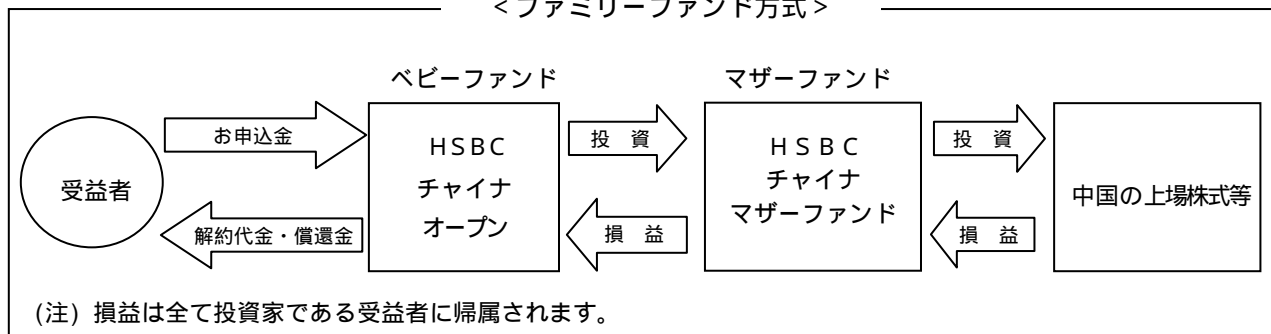 <ファミリーファンド方式>
ベビーファンド
マザーファンド
受益者
お申込金
解約代金・償還金
HSBC
チャイナ
オープン
投 資
損 益
HSBC
チャイナ
マザーファンド
投 資
損 益
中国の上場株式等
(注) 損益は全て投資家である受益者に帰属されます。